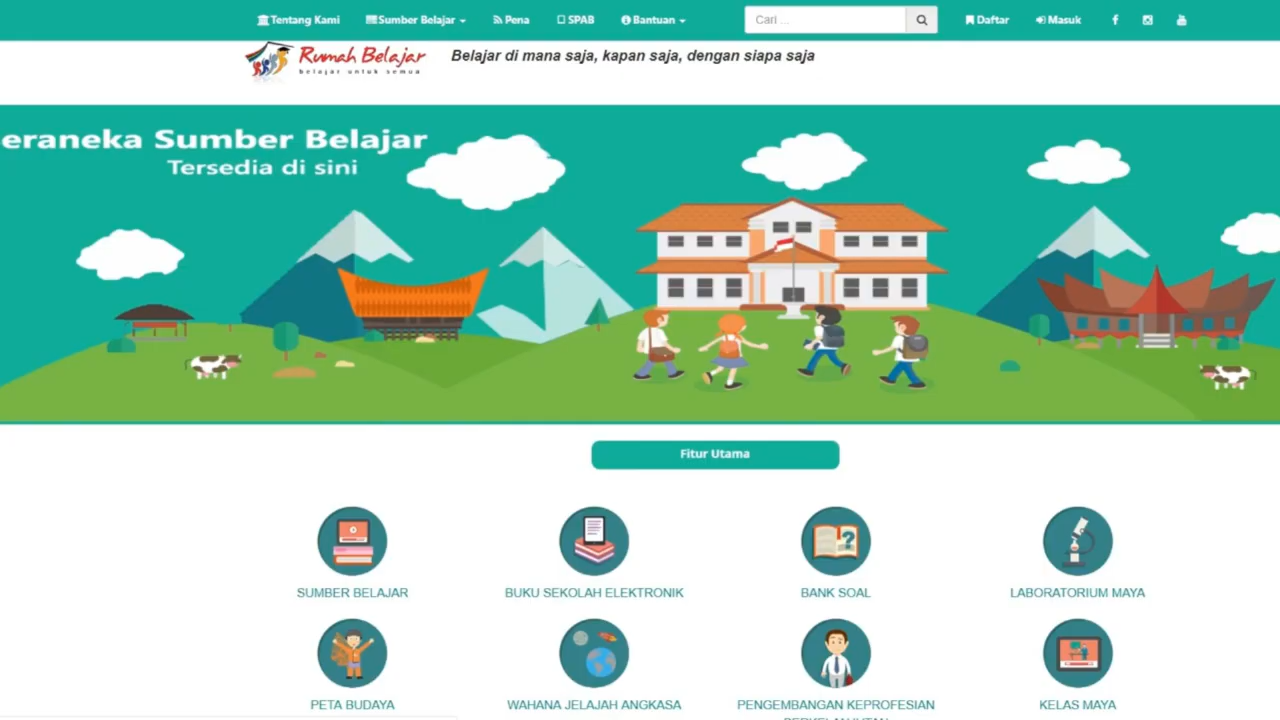 Tentang Kami Sumber Belajar Pena SPAB Bantuan Cari ... Daftar Masuk
Rumah Belajar
belajar untuk semua
Belajar di mana saja, kapan saja, dengan siapa saja
eraneka Sumber Belajar
Tersedia di sini
Fitur Utama
SUMBER BELAJAR BUKU SEKOLAH ELEKTRONIK BANK SOAL LABORATORIUM MAYA
PETA BUDAYA WAHANA JELAJAH ANGKASA PENGEMBANGAN KEPROFESIAN KELAS MAYA
BERKELANJUTAN